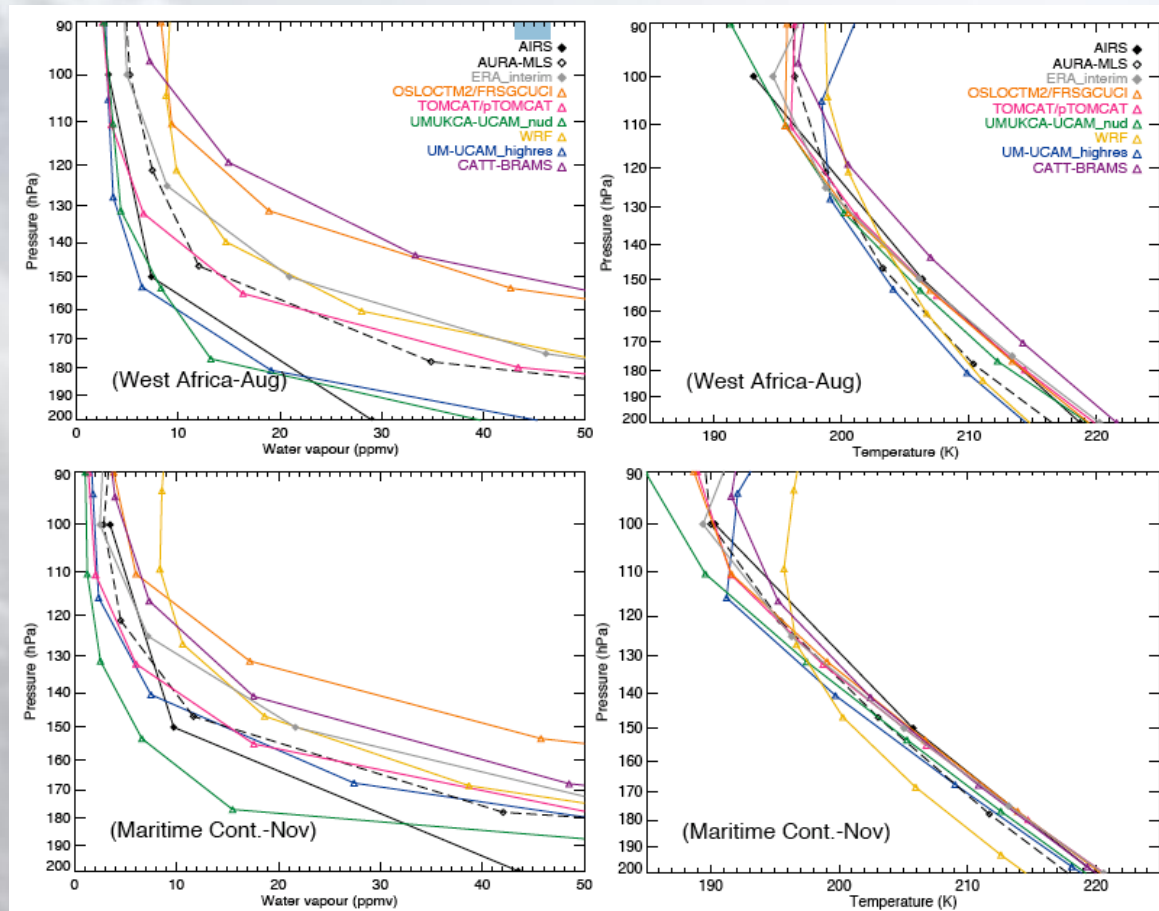 90
100
110
120
130
140
150
160
170
180
190
200
Pressure (hPa)
AIRS
AURA-MLS
ERA_interim
OSLOCTM2/FRSGCUCI
TOMCAT/pTOMCAT
UMUKCA-UCAM_nud
WRF
UM-UCAM_highres
CATT-BRAMS
(West Africa-Aug)
0 10 20 30 40 50
Water vapour (ppmv)
90
100
110
120
130
140
150
160
170
180
190
200
Pressure (hPa)
AIRS
AURA-MLS
ERA_interim
OSLOCTM2/FRSGCUCI
TOMCAT/pTOMCAT
UMUKCA-UCAM_nud
WRF
UM-UCAM_highres
CATT-BRAMS
(West Africa-Aug)
190 200 210 220
Temperature (K)
90
100
110
120
130
140
150
160
170
180
190
200
Pressure (hPa)
(Maritime Cont.-Nov)
0 10 20 30 40 50
Water vapour (ppmv)
90
100
110
120
130
140
150
160
170
180
190
200
Pressure (hPa)
(Maritime Cont.-Nov)
190 200 210 220
Temperature (K)